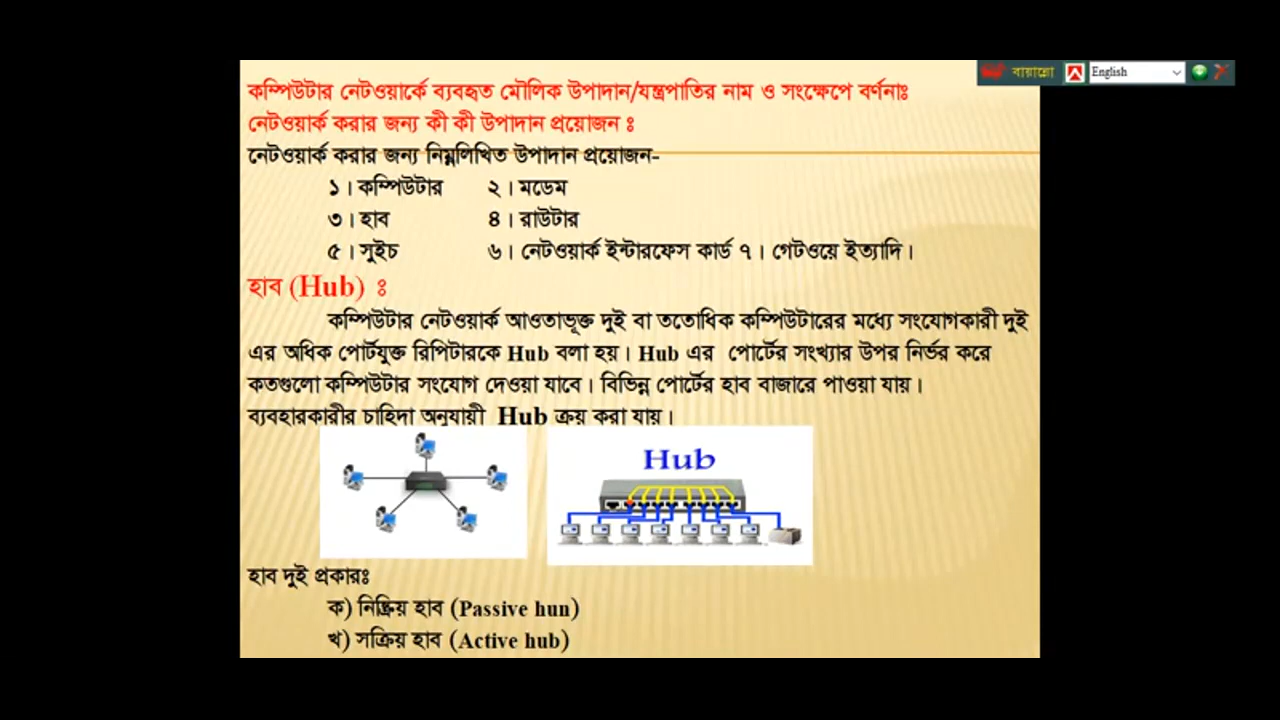 বায়ান্নো English
কম্পিউটার নেটওয়ার্কে ব্যবহৃত মৌলিক উপাদান/যন্ত্রপাতির নাম ও সংক্ষেপে বর্ণনাঃ
নেটওয়ার্ক করার জন্য কী কী উপাদান প্রয়োজন ঃ
নেটওয়ার্ক করার জন্য নিম্নলিখিত উপাদান প্রয়োজন-
১। কম্পিউটার ২। মডেম
৩। হাব ৪। রাউটার
৫। সুইচ ৬। নেটওয়ার্ক ইন্টারফেস কার্ড ৭। গেটওয়ে ইত্যাদি।
হাব (Hub) ঃ
কম্পিউটার নেটওয়ার্ক আওতাভূক্ত দুই বা ততোধিক কম্পিউটারের মধ্যে সংযোগকারী দুই
এর অধিক পোর্টযুক্ত রিপিটারকে Hub বলা হয়। Hub এর পোর্টের সংখ্যার উপর নির্ভর করে
কতগুলো কম্পিউটার সংযোগ দেওয়া যাবে। বিভিন্ন পোর্টের হাব বাজারে পাওয়া যায়।
ব্যবহারকারীর চাহিদা অনুযায়ী Hub ক্রয় করা যায়।
Hub
হাব দুই প্রকারঃ
ক) নিষ্ক্রিয় হাব (Passive hun)
খ) সক্রিয় হাব (Active hub)